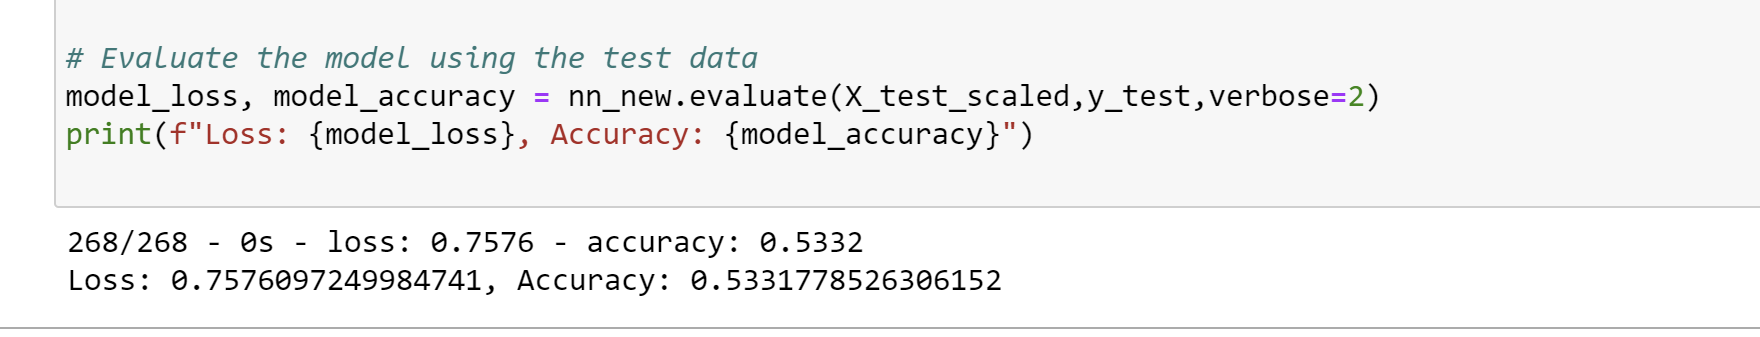 # Evaluate the model using the test data
model_loss, model_accuracy = nn_new.evaluate(X_test_scaled,y_test,verbose=2)
print(f"Loss: {model_loss}, Accuracy: {model_accuracy}")
268/268 - 0s - loss: 0.7576 - accuracy: 0.5332
Loss: 0.7576097249984741, Accuracy: 0.5331778526306152